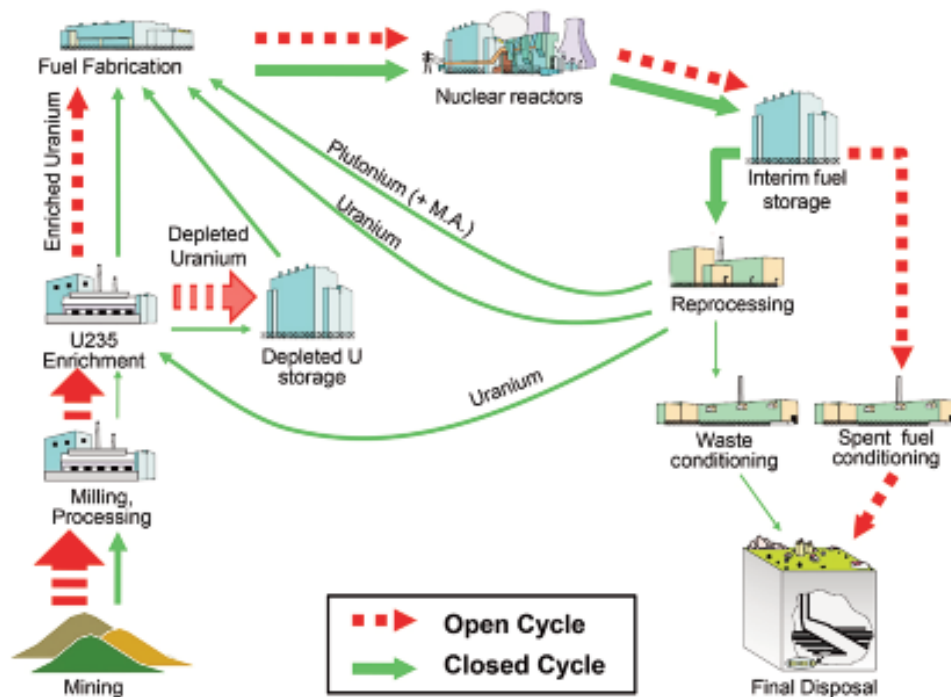 Fuel Fabrication
Nuclear reactors
Interim fuel
storage
Enriched Uranium
Plutonium (+ M.A.)
Uranium
Depleted
Uranium
Reprocessing
U235
Enrichment
Depleted U
storage
Uranium
Waste
conditioning
Spent fuel
conditioning
Milling,
Processing
Open Cycle
Closed Cycle
Mining
Final Disposal